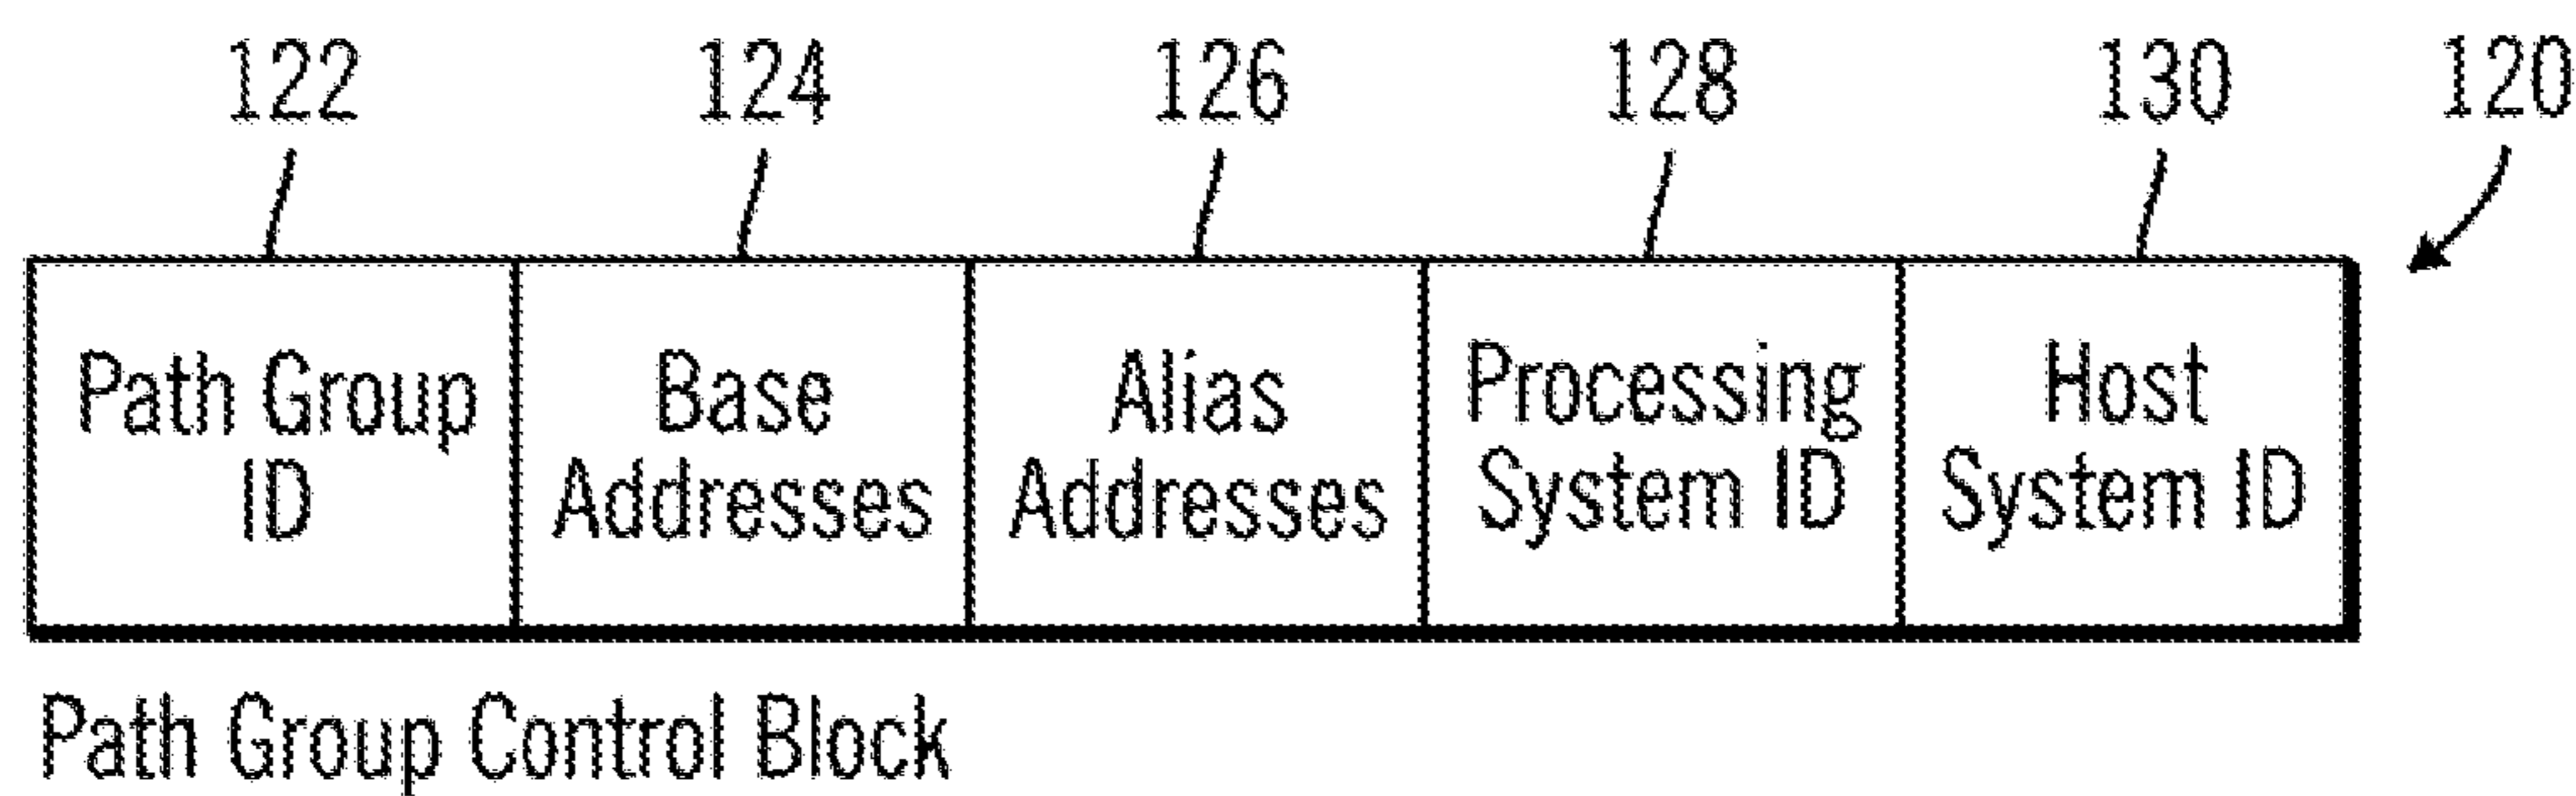 122 124 126 128 130 120
Path Group Base Alias Processing Host
ID Addresses Addresses System ID System ID
Path Group Control Block